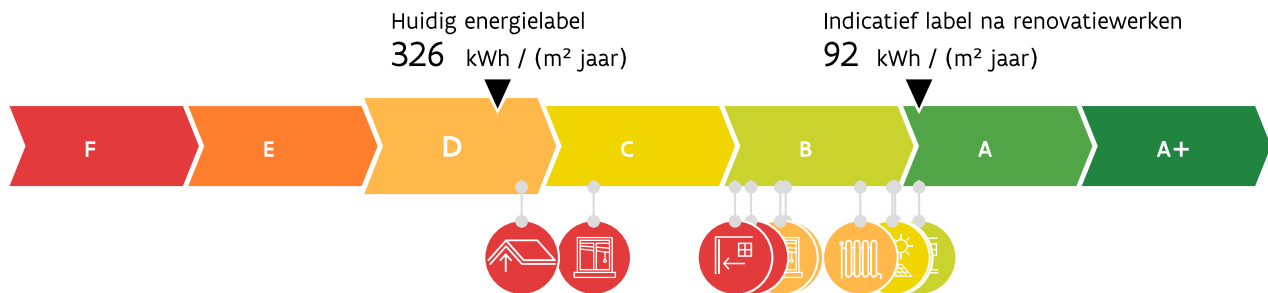 Huidig energielabel
326 kWh / (m² jaar)
Indicatief label na renovatiewerken
92 kWh / (m² jaar)
F E D C B A A+